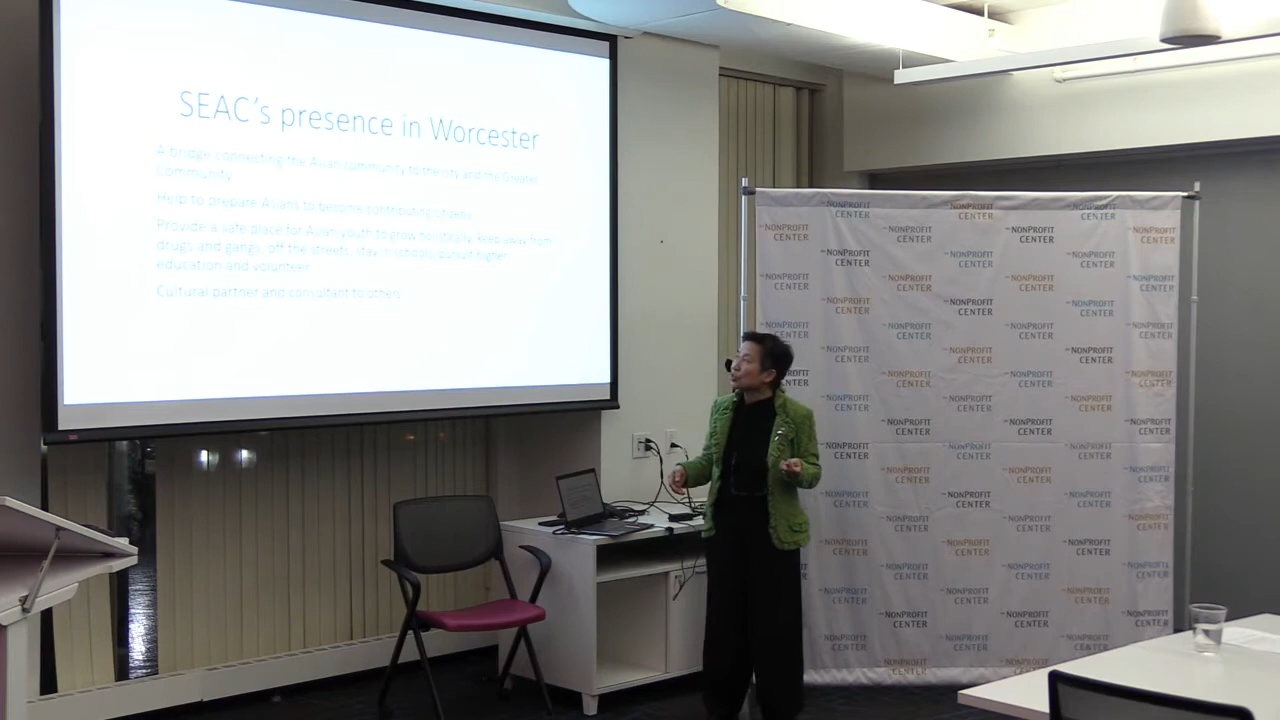 SEAC's presence in Worcester
A bridge connecting the Asian community to the city and the Greater
Community
Help to prepare Asians to become contributing citizens
Provide a safe place for Asian youth to grow holistically, keep away from
drugs and gangs, off the streets, stay in schools, pursue higher
education and volunteer
Cultural partner and consultant to others
THE NONPROFIT
CENTER